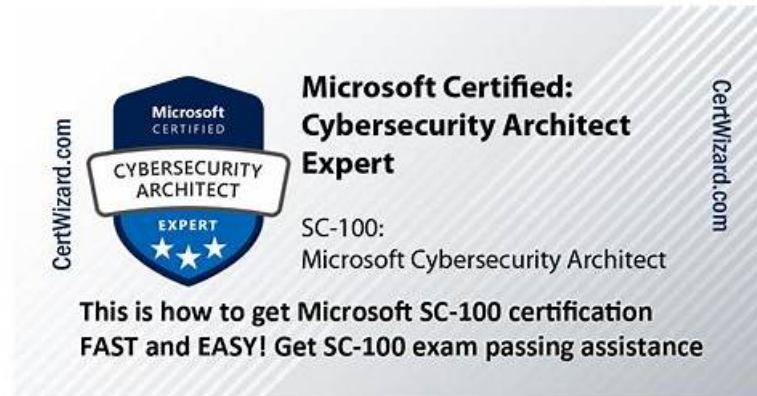 CertWizard.com
Microsoft
CERTIFIED
CYBERSECURITY
ARCHITECT
EXPERT
Microsoft Certified:
Cybersecurity Architect
Expert
SC-100:
Microsoft Cybersecurity Architect
CertWizard.com
This is how to get Microsoft SC-100 certification
FAST and EASY! Get SC-100 exam passing assistance